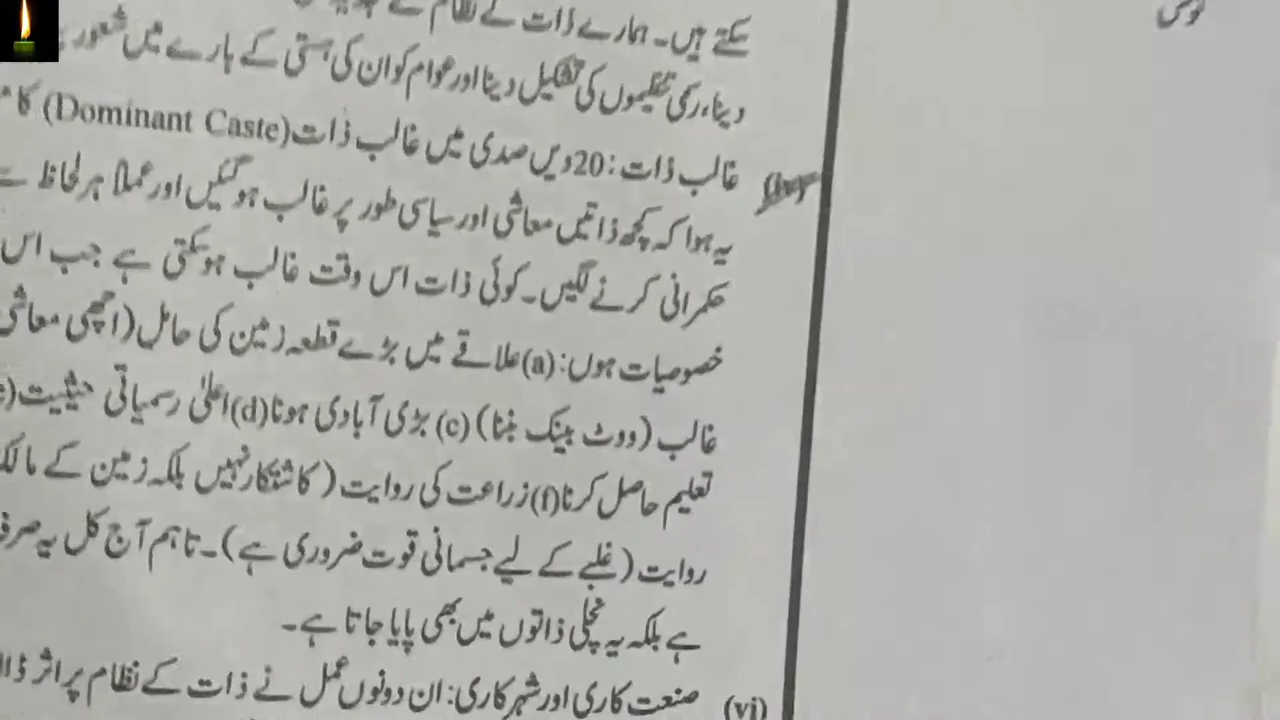 نوٹس
سکتے ہیں۔ ہمارے ذات کے نظام کے
دینا، رسمی تنظیموں کی تشکیل دینا اور عوام کو ان کی ہستی کے بارے میں شعور
غالب ذات: 20ویں صدی میں غالب ذات (Dominant Caste) کا
یہ ہوا کہ کچھ ذاتیں معاشی اور سیاسی طور پر غالب ہوگئیں اور عملاً ہر لحاظ سے
حکمرانی کرنے لگیں۔ کوئی ذات اس وقت غالب ہوسکتی ہے جب اس
خصوصیات ہوں: (a) علاقے میں بڑے قطعہ زمین کی حامل (اچھی معاشی
غالب (ووٹ بینک بننا) (c) بڑی آبادی ہونا (d) اعلیٰ رسمیاتی حیثیت (e
تعلیم حاصل کرنا (f) زراعت کی روایت (کاشتکار نہیں بلکہ زمین کے مالک
روایت (غلبے کے لیے جسمانی قوت ضروری ہے)۔ تاہم آج کل یہ صرف
ہے بلکہ یہ نچلی ذاتوں میں بھی پایا جاتا ہے۔
(vi) صنعت کاری اور شہر کاری: ان دونوں عمل نے ذات کے نظام پر اثر ڈالا